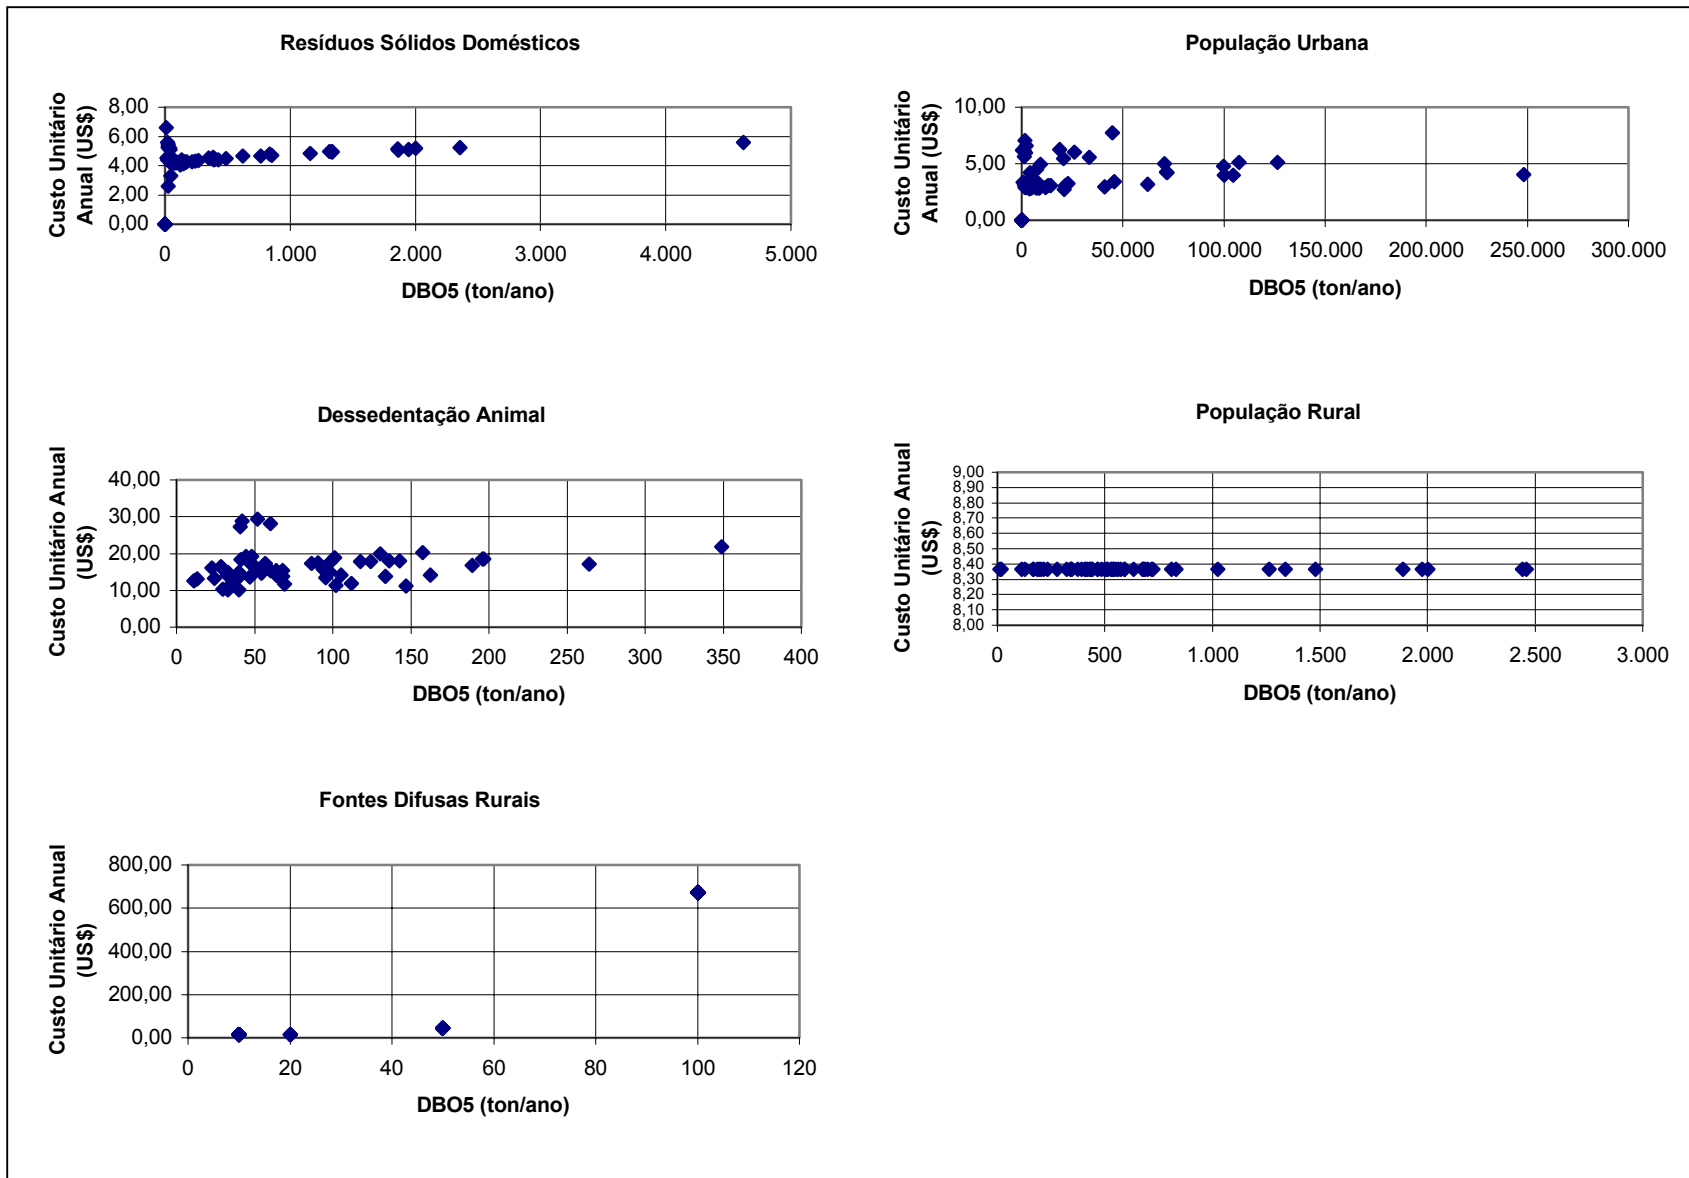 Resíduos Sólidos Domésticos
Custo Unitário
Anual (US$)
8,00
6,00
4,00
2,00
0,00
0 1.000 2.000 3.000 4.000 5.000
DBO5 (ton/ano)
População Urbana
Custo Unitário
Anual (US$)
10,00
5,00
0,00
0 50.000 100.000 150.000 200.000 250.000 300.000
DBO5 (ton/ano)
Dessedentação Animal
Custo Unitário Anual
(US$)
40,00
30,00
20,00
10,00
0,00
0 50 100 150 200 250 300 350 400
DBO5 (ton/ano)
População Rural
Custo Unitário Anual
(US$)
9,00
8,90
8,80
8,70
8,60
8,50
8,40
8,30
8,20
8,10
8,00
0 500 1.000 1.500 2.000 2.500 3.000
DBO5 (ton/ano)
Fontes Difusas Rurais
Custo Unitário Anual
(US$)
800,00
600,00
400,00
200,00
0,00
0 20 40 60 80 100 120
DBO5 (ton/ano)